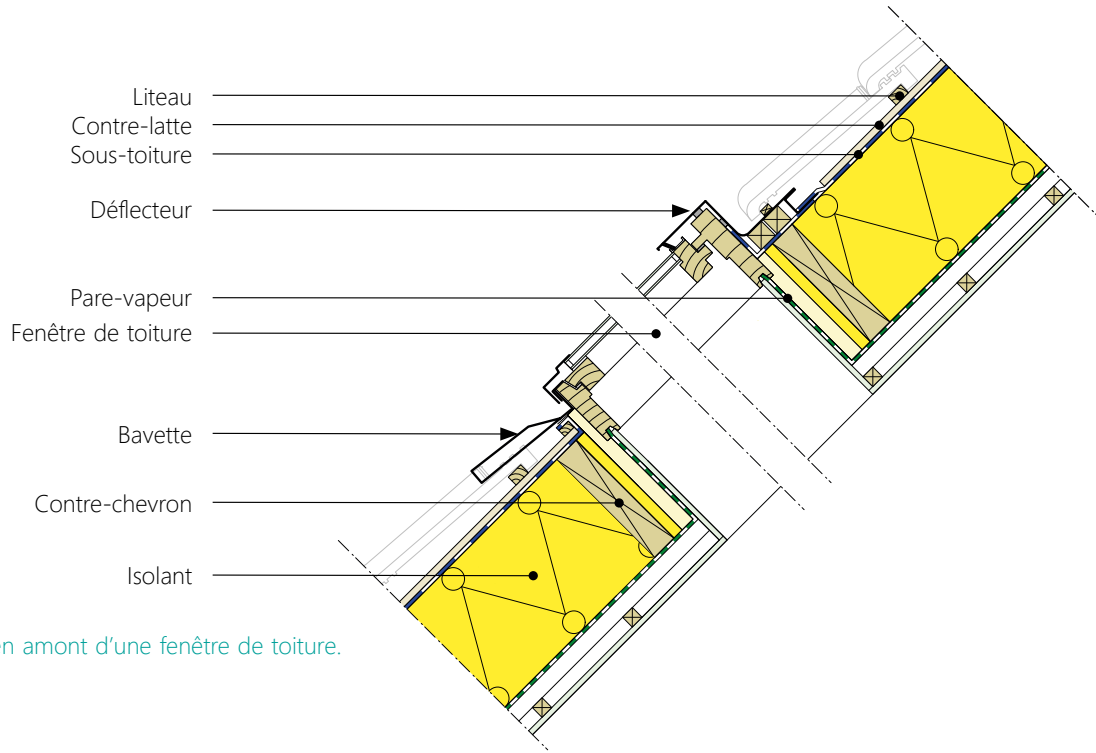 Liteau
Contre-latte
Sous-toiture
Déflecteur
Pare-vapeur
Fenêtre de toiture
Bavette
Contre-chevron
Isolant
en amont d’une fenêtre de toiture.